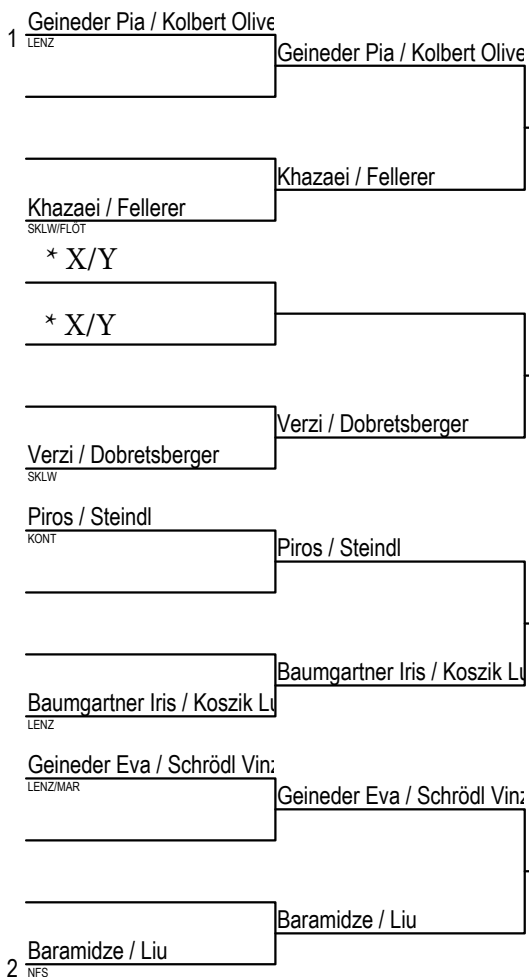 Geineder Pia / Kolbert Olive
1 LENZ
Geineder Pia / Kolbert Olive
Khazaei / Fellerer
Khazaei / Fellerer
SKLW/FLÖT
* X/Y
* X/Y
Verzi / Dobretsberger
Verzi / Dobretsberger
SKLW
Piros / Steindl
KONT
Piros / Steindl
Baumgartner Iris / Koszik Lu
Baumgartner Iris / Koszik Lu
LENZ
Geineder Eva / Schrödl Vinz
LENZ/MAR
Geineder Eva / Schrödl Vinz
Baramidze / Liu
Baramidze / Liu
2 NFS